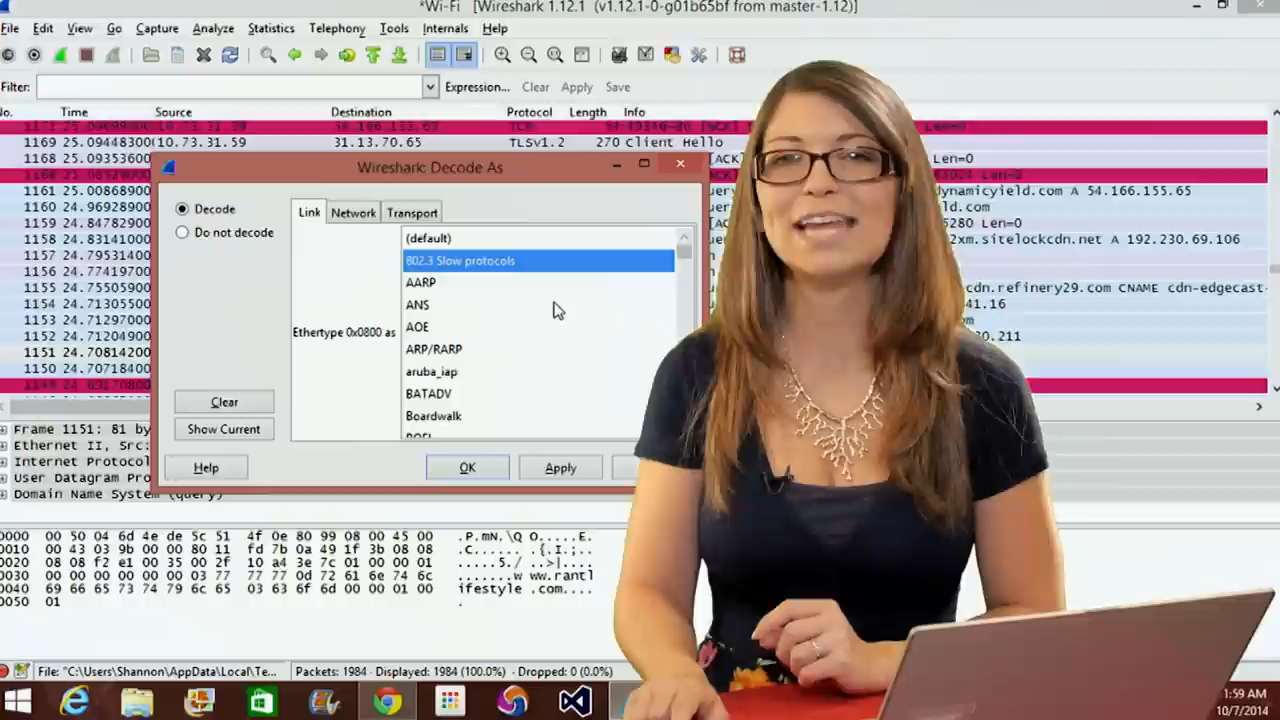 *Wi-Fi [Wireshark 1.12.1 (v1.12.1-0-g01b65bf from master-1.12)]
File Edit View Go Capture Analyze Statistics Telephony Tools Internals Help
Filter: Expression... Clear Apply Save
No. Time Source Destination Protocol Length Info
1169 25.09448300 10.73.31.59 31.13.70.65 TLSv1.2 270 Client Hello
1168 25.09353600 [ACK] Len=0
1161 25.00868900 dynamicyield.com A 54.166.155.65
1160 24.96928900
1159 24.84782900 [ACK] Len=0
1158 24.83141000 2xm.sitelockcdn.net A 192.230.69.106
1157 24.79531400
1156 24.77419700
1155 24.75505900 cdn.refinery29.com CNAME cdn-edgecast-
1154 24.71305500
1153 24.71297000
1152 24.71269400
1151 24.70814200
1150 24.70718400
Wireshark: Decode As
Decode
Do not decode
Link Network Transport
(default)
802.3 Slow protocols
AARP
ANS
AOE
Ethertype 0x0800 as
ARP/RARP
aruba_iap
BATADV
Boardwalk
Clear
Show Current
Help OK Apply
Frame 1151: 81 by
Ethernet II, Src:
Internet Protoco
User Datagram Pro
Domain Name System (query)
0000 00 50 04 6d 4e de 5c 51 4f 0e 80 99 08 00 45 00 .P.mN.\Q O.....E.
0010 00 43 03 9b 00 00 80 11 fd 7b 0a 49 1f 3b 08 08 .C...... .{.I.;..
0020 08 08 f2 e1 00 35 00 2f 10 a4 3e 7c 01 00 00 01 .....5./ ..>|....
0030 00 00 00 00 00 03 77 77 77 0d 72 61 6e 74 6c ......w ww.rantl
0040 69 66 65 73 74 79 6c 65 03 63 6f 6d 00 00 01 00 ifestyle .com....
0050 01 .
File: "C:\Users\Shannon\AppData\Local\Te... Packets: 1984 · Displayed: 1984 (100.0%) · Dropped: 0 (0.0%)
1:59 AM
10/7/2014